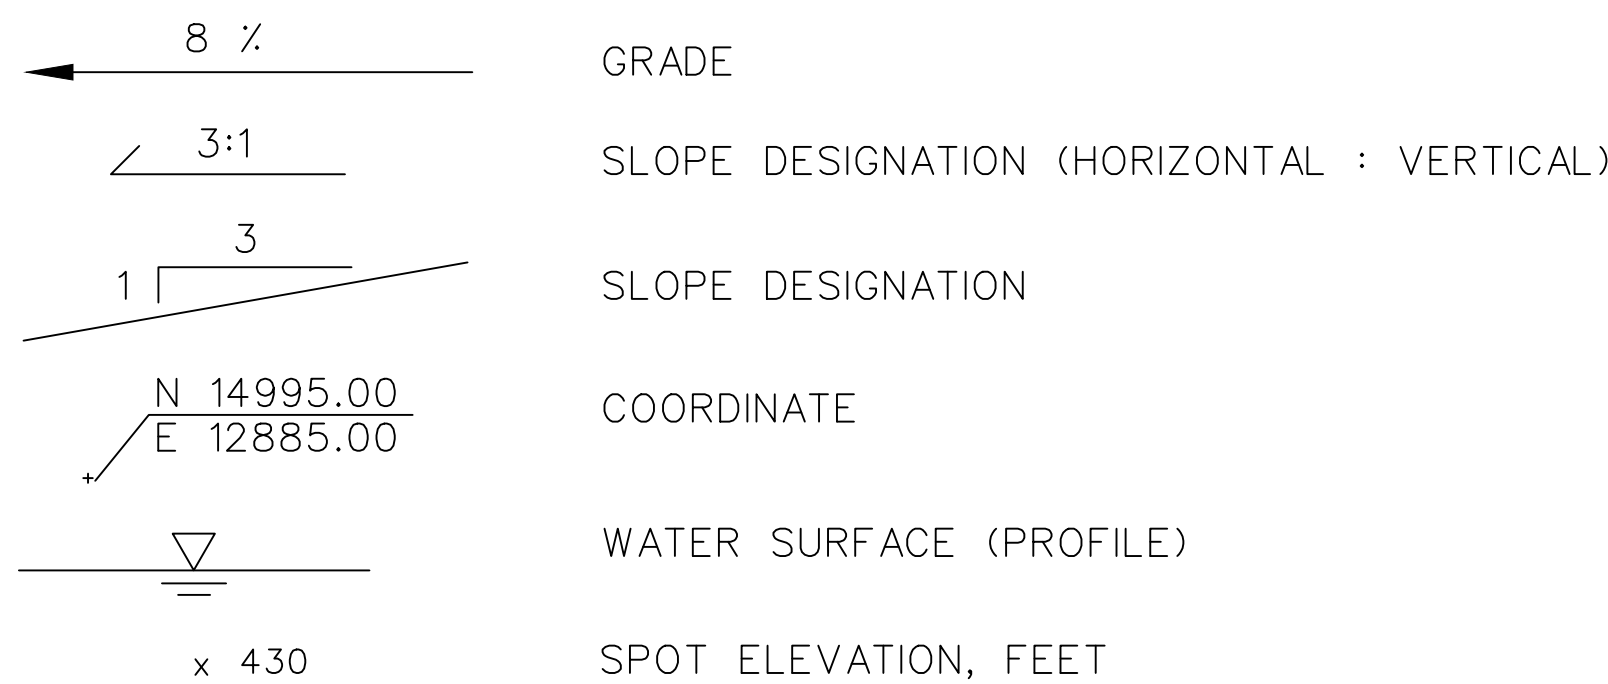 8 % GRADE
3:1 SLOPE DESIGNATION (HORIZONTAL : VERTICAL)
3
1 SLOPE DESIGNATION
N 14995.00
E 12885.00
COORDINATE
WATER SURFACE (PROFILE)
x 430 SPOT ELEVATION, FEET